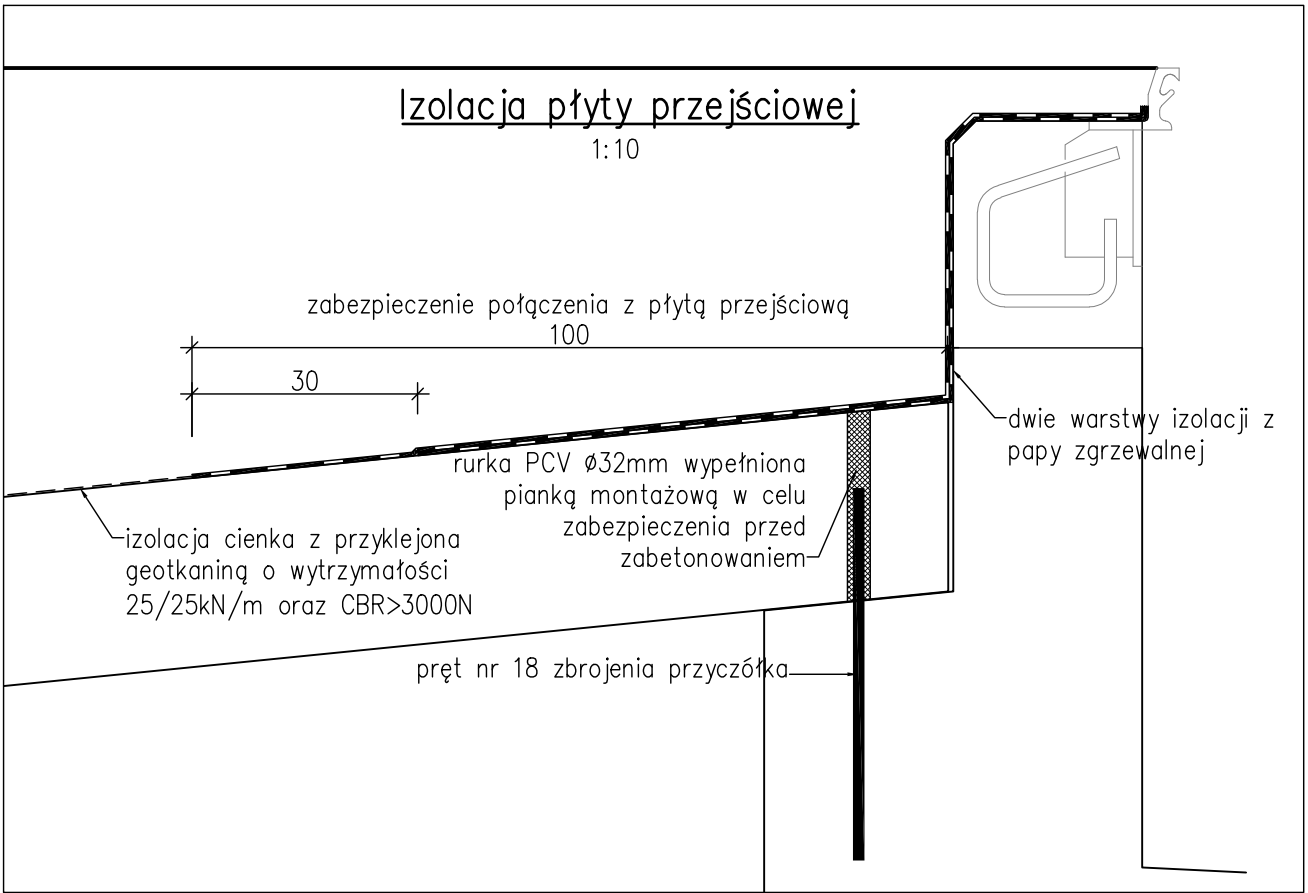 Izolacja płyty przejściowej
1:10
zabezpieczenie połączenia z płytą przejściową
100
30
dwie warstwy izolacji z
papy zgrzewalnej
rurka PCV Ø32mm wypełniona
pianką montażową w celu
zabezpieczenia przed
zabetonowaniem
izolacja cienka z przyklejona
geotkaniną o wytrzymałości
25/25kN/m oraz CBR>3000N
pręt nr 18 zbrojenia przyczółka